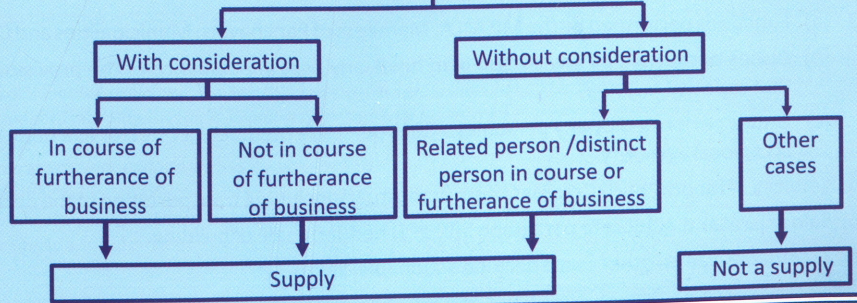 With consideration
Without consideration
In course of
furtherance of
business
Not in course
of furtherance
of business
Related person /distinct
person in course or
furtherance of business
Other
cases
Supply
Not a supply